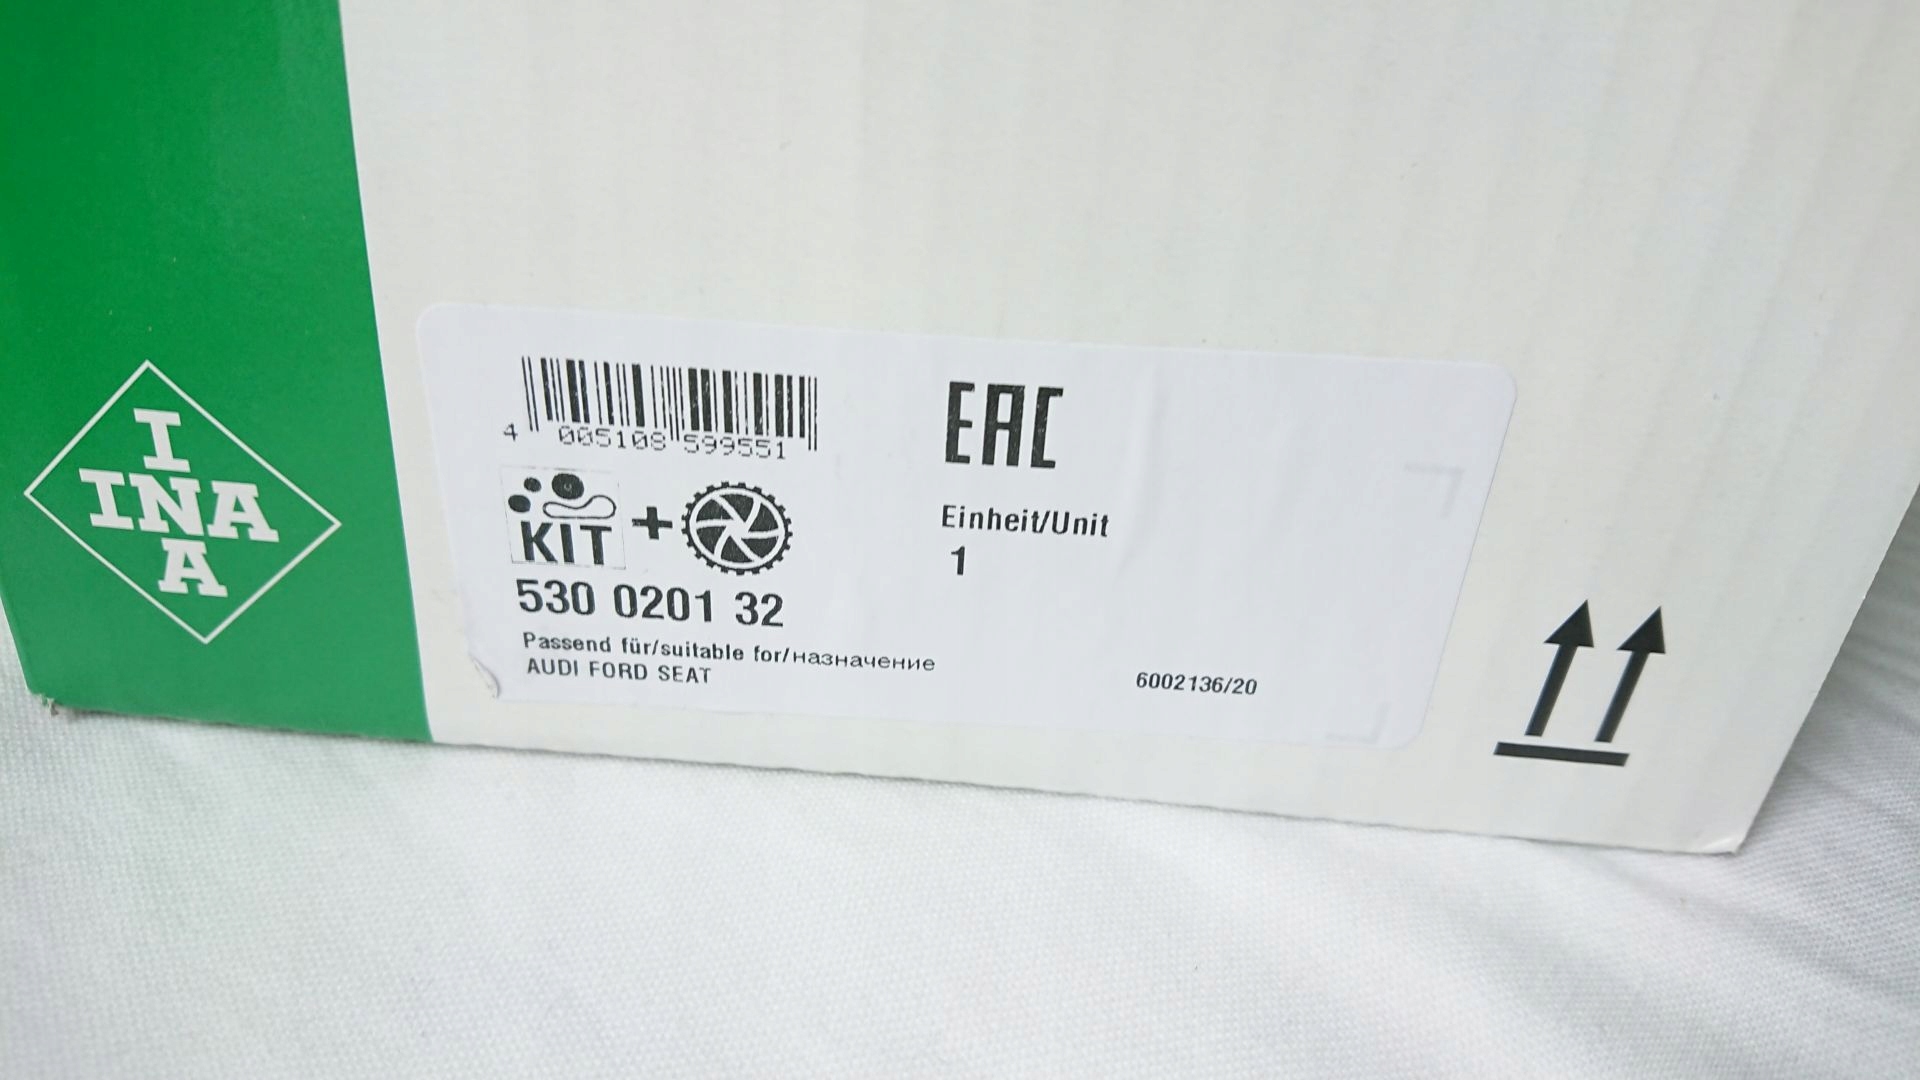 I
INA
A
4 005108 599551
EAC
KIT +
Einheit/Unit
1
530 0201 32
Passend für/suitable for/назначение
AUDI FORD SEAT
6002136/20